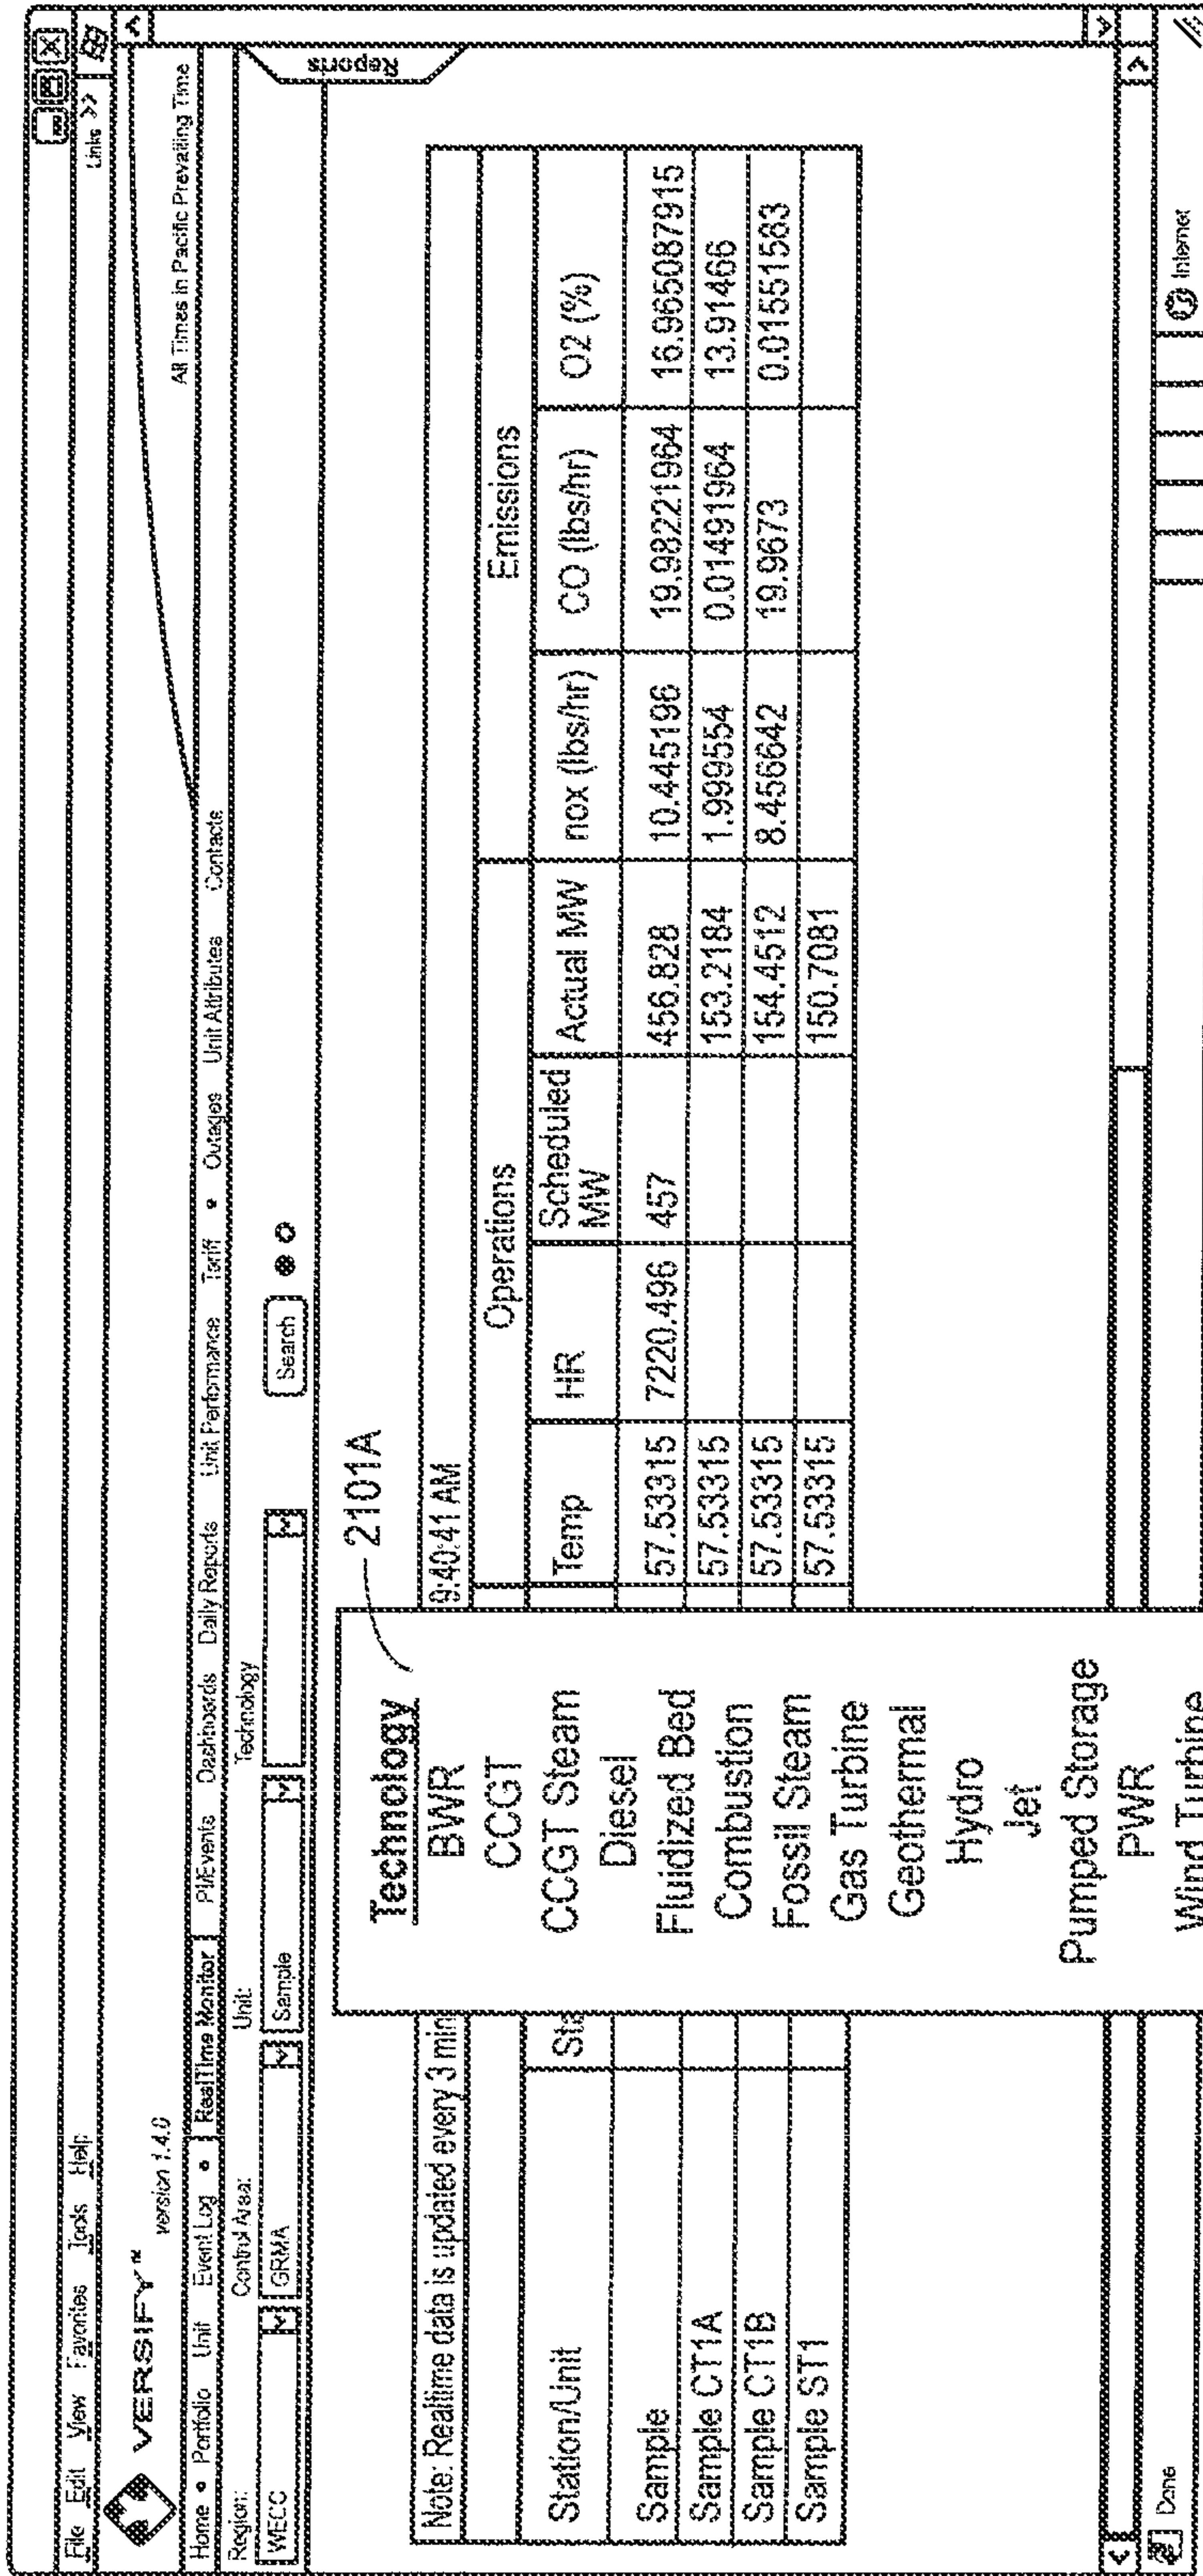 File Edit View Favorites Tools Help
Links >>
VERSIFY™
version 1.4.0
All Times in Pacific Prevailing Time
Home • Portfolio Unit Event Log • RealTime Monitor PI/Events Dashboards Daily Reports Unit Performance Tariff • Outages Unit Attributes Contacts
Region: Control Area: Unit: Technology
WECC GRMA Sample Search
Reports
2101A
Note: Realtime data is updated every 3 min 9:40:41 AM
Operations Emissions
Station/Unit Sta Temp HR Scheduled MW Actual MW nox (lbs/hr) CO (lbs/hr) O2 (%)
Sample 57.53315 7220.496 457 456.828 10.445196 19.98221964 16.965087915
Sample CT1A 57.53315 153.2184 1.999554 0.01491964 13.91466
Sample CT1B 57.53315 154.4512 8.456642 19.9673 0.01551583
Sample ST1 57.53315 150.7081
Technology
BWR
CCGT
CCGT Steam
Diesel
Fluidized Bed
Combustion
Fossil Steam
Gas Turbine
Geothermal
Hydro
Jet
Pumped Storage
PWR
Wind Turbine
Done Internet